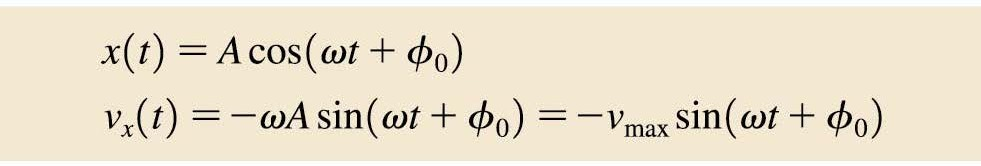 x(t) = A cos(ωt + ϕ₀)
vₓ(t) = −ωA sin(ωt + ϕ₀) = −v_max sin(ωt + ϕ₀)